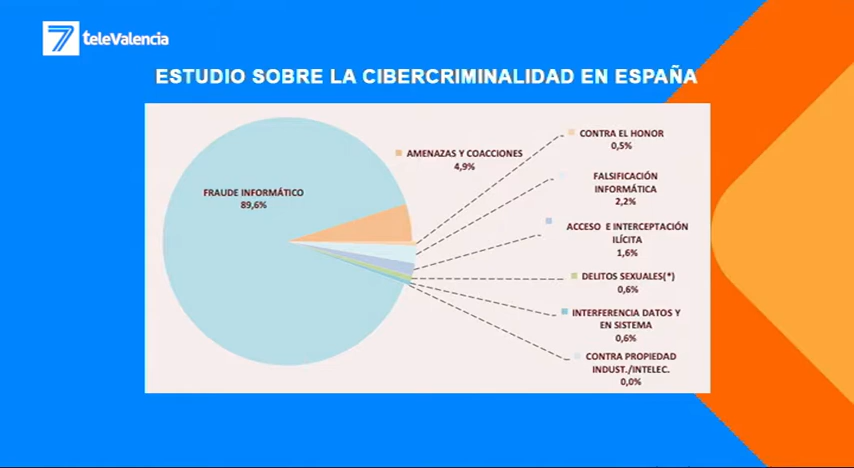 7 teleValencia
ESTUDIO SOBRE LA CIBERCRIMINALIDAD EN ESPAÑA
FRAUDE INFORMÁTICO
89,6%
AMENAZAS Y COACCIONES
4,9%
CONTRA EL HONOR
0,5%
FALSIFICACIÓN
INFORMÁTICA
2,2%
ACCESO E INTERCEPTACIÓN
ILÍCITA
1,6%
DELITOS SEXUALES(*)
0,6%
INTERFERENCIA DATOS Y
EN SISTEMA
0,6%
CONTRA PROPIEDAD
INDUST./INTELEC.
0,0%